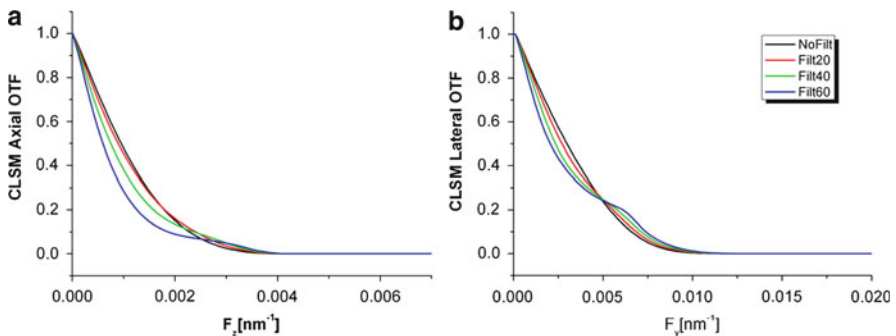 a
b
1.0
0.8
0.6
0.4
0.2
0.0
CLSM Axial OTF
0.000
0.002
0.004
0.006
F_z[nm⁻¹]
1.0
0.8
0.6
0.4
0.2
0.0
CLSM Lateral OTF
NoFilt
Filt20
Filt40
Filt60
0.000
0.005
0.010
0.015
0.020
F_y[nm⁻¹]